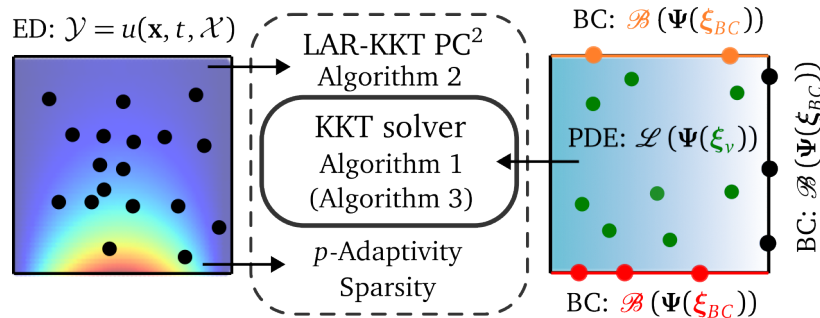 ED: 𝒴 = u(x, t, 𝒳)
LAR-KKT PC²
Algorithm 2
KKT solver
Algorithm 1
(Algorithm 3)
p-Adaptivity
Sparsity
BC: ℬ (Ψ(ξ_BC))
PDE: ℒ (Ψ(ξ_v))
BC: ℬ (Ψ(ξ_BC))
BC: ℬ (Ψ(ξ_BC))